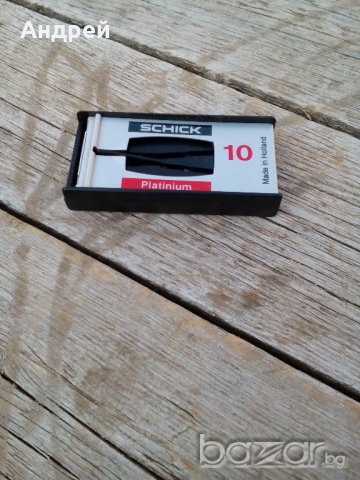 Андрей
SCHICK
10
Platinium
Made in Holland
bazar.bg